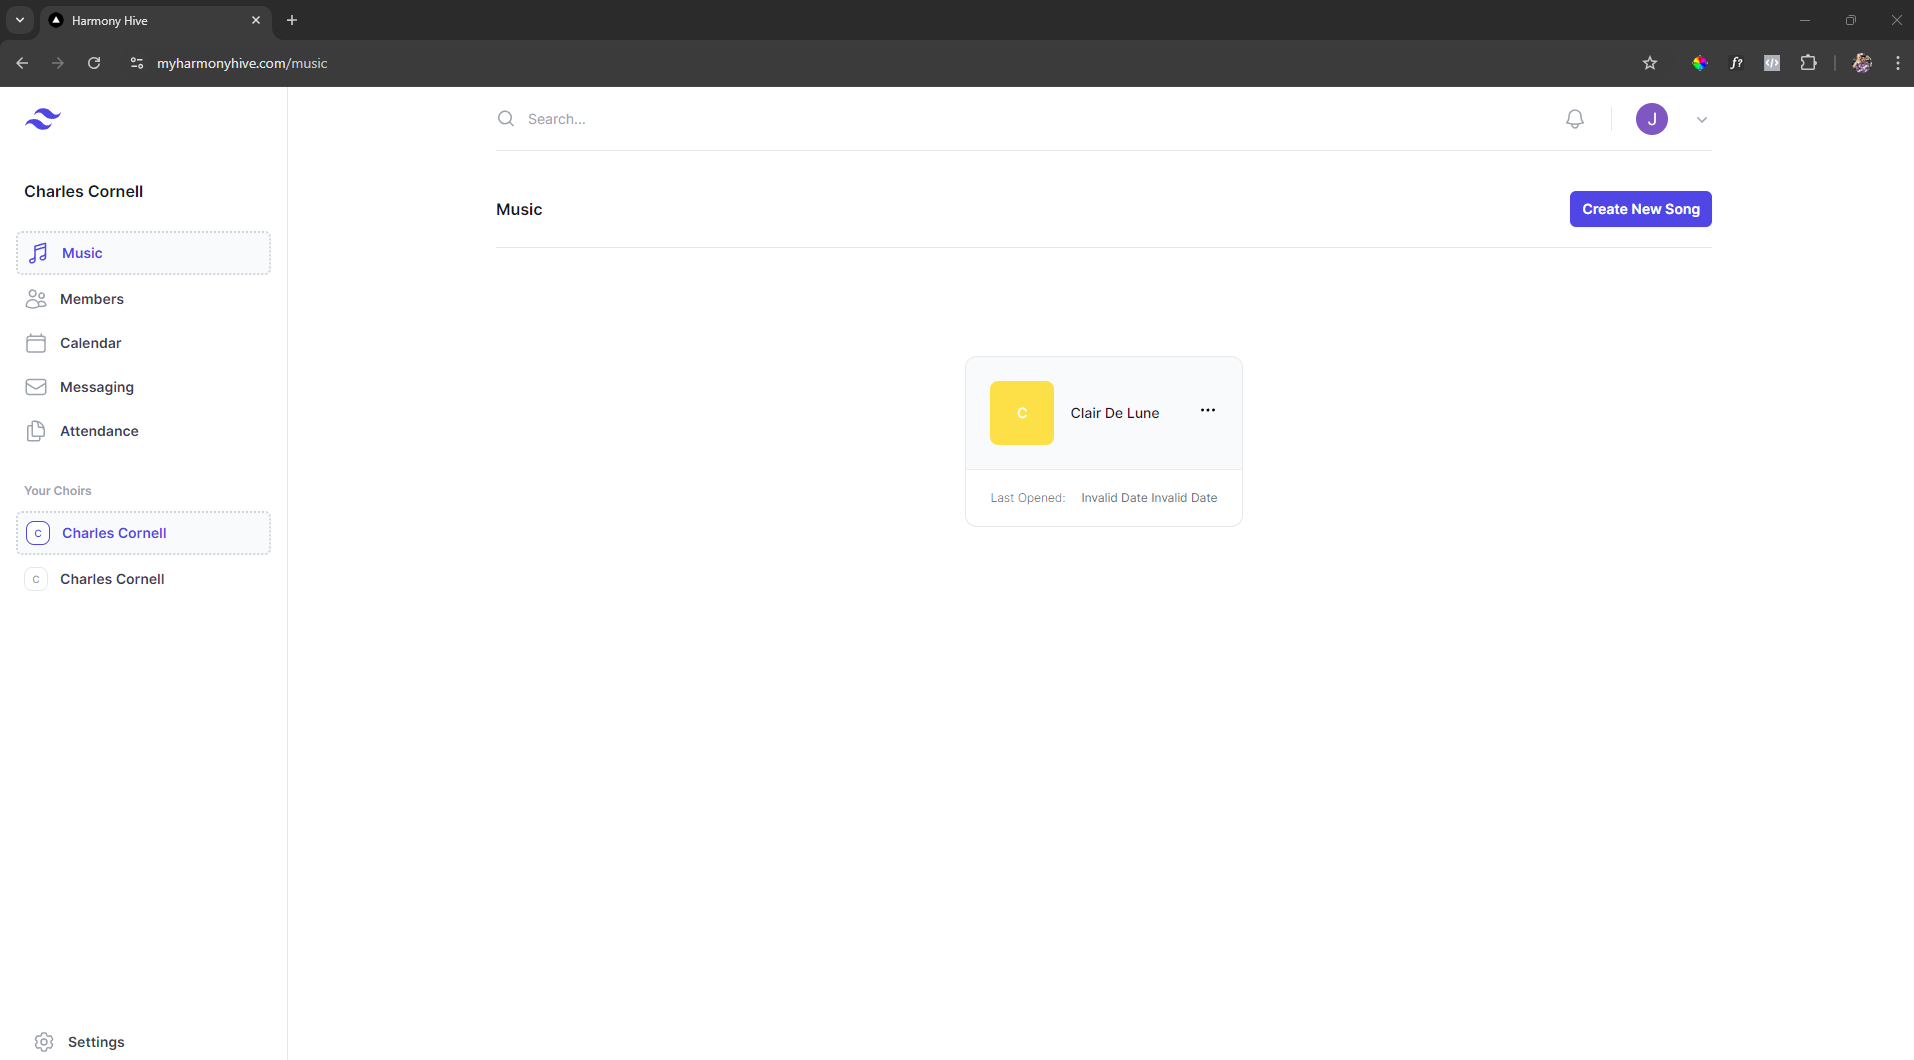 Harmony Hive
myharmonyhive.com/music
f?
</>
Search...
J
Charles Cornell
Music
Create New Song
Music
Members
Calendar
Messaging
Attendance
C
Clair De Lune
Last Opened: Invalid Date Invalid Date
Your Choirs
C Charles Cornell
C Charles Cornell
Settings